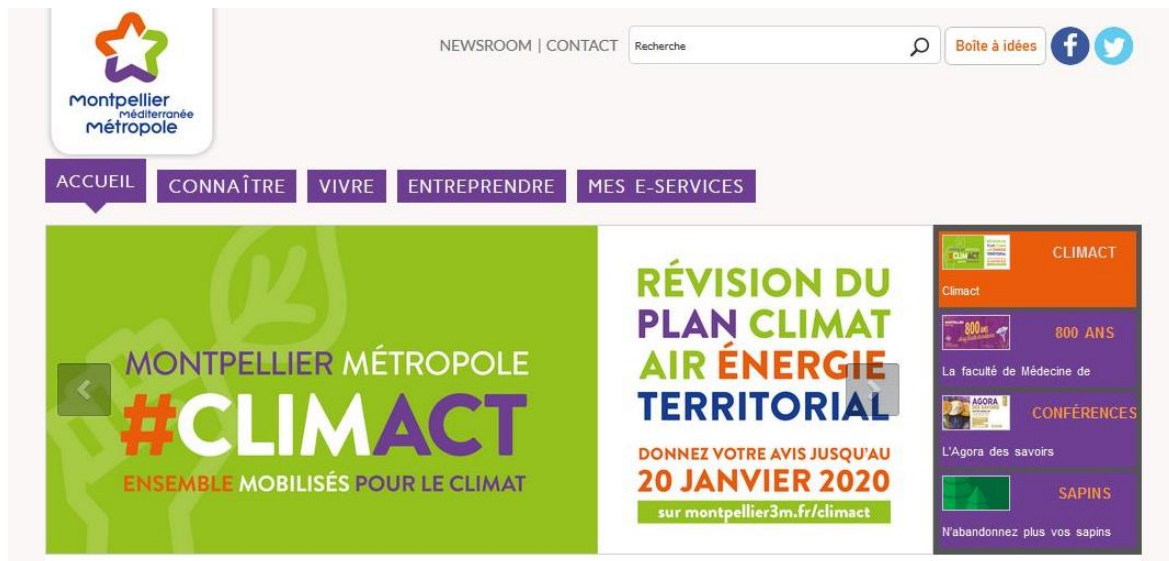 montpellier
méditerranée
métropole
NEWSROOM | CONTACT
Recherche
Boîte à idées
ACCUEIL
CONNAÎTRE
VIVRE
ENTREPRENDRE
MES E-SERVICES
MONTPELLIER MÉTROPOLE
#CLIMACT
ENSEMBLE MOBILISÉS POUR LE CLIMAT
RÉVISION DU
PLAN CLIMAT
AIR ÉNERGIE
TERRITORIAL
DONNEZ VOTRE AVIS JUSQU'AU
20 JANVIER 2020
sur montpellier3m.fr/climact
CLIMACT
Climact
800 ANS
La faculté de Médecine de
CONFÉRENCES
L'Agora des savoirs
SAPINS
N'abandonnez plus vos sapins